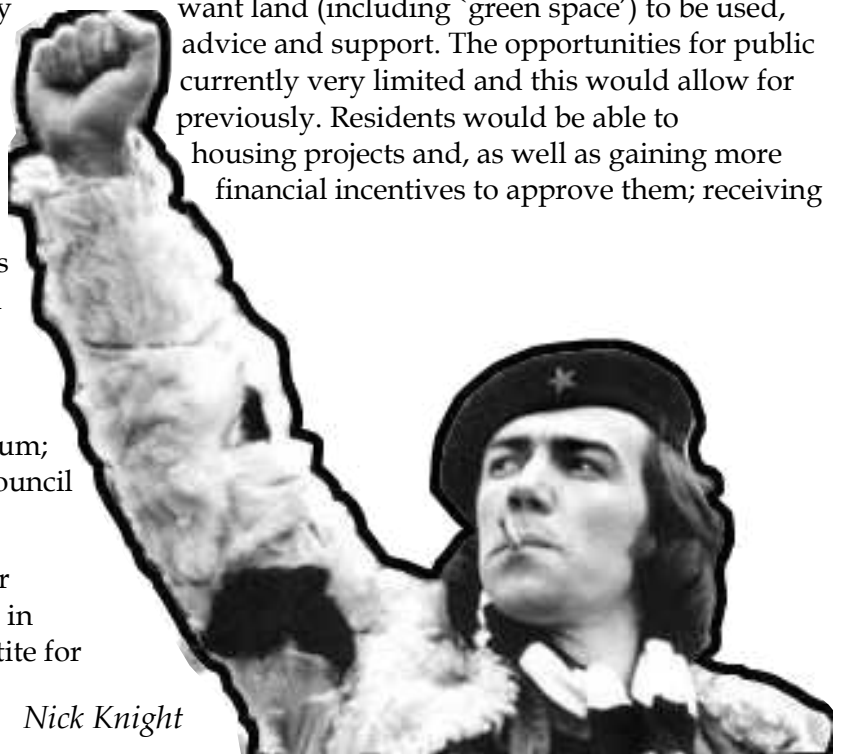 want land (including `green space') to be used,
advice and support. The opportunities for public
currently very limited and this would allow for
previously. Residents would be able to
housing projects and, as well as gaining more
financial incentives to approve them; receiving
um;
ouncil
r
in
tite for
Nick Knight